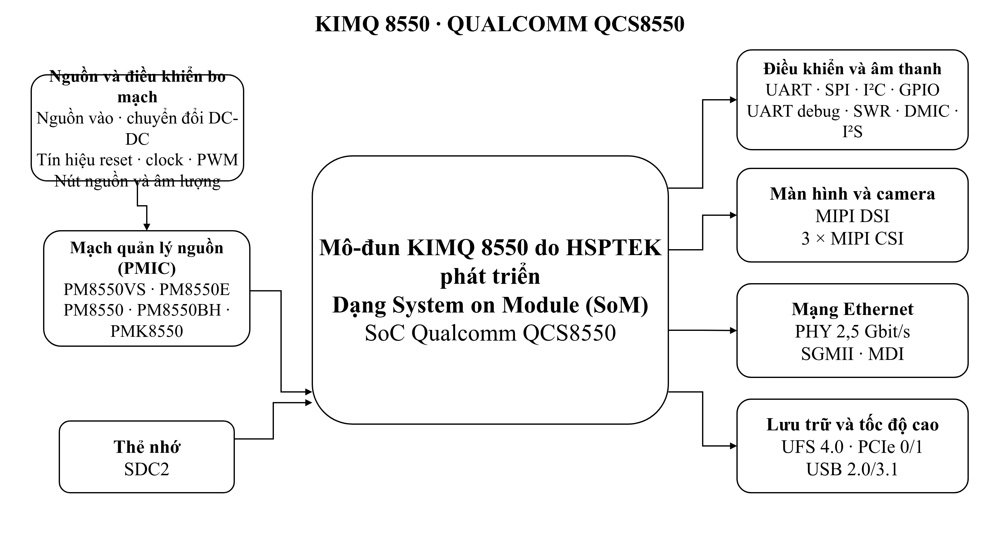 KIMQ 8550 · QUALCOMM QCS8550
Nguồn và điều khiển bo
mạch
Nguồn vào · chuyển đổi DC-
DC
Tín hiệu reset · clock · PWM
Nút nguồn và âm lượng
Mạch quản lý nguồn
(PMIC)
PM8550VS · PM8550E
PM8550 · PM8550BH ·
PMK8550
Thẻ nhớ
SDC2
Mô-đun KIMQ 8550 do HSPTEK
phát triển
Dạng System on Module (SoM)
SoC Qualcomm QCS8550
Điều khiển và âm thanh
UART · SPI · I²C · GPIO
UART debug · SWR · DMIC ·
I²S
Màn hình và camera
MIPI DSI
3 × MIPI CSI
Mạng Ethernet
PHY 2,5 Gbit/s
SGMII · MDI
Lưu trữ và tốc độ cao
UFS 4.0 · PCIe 0/1
USB 2.0/3.1